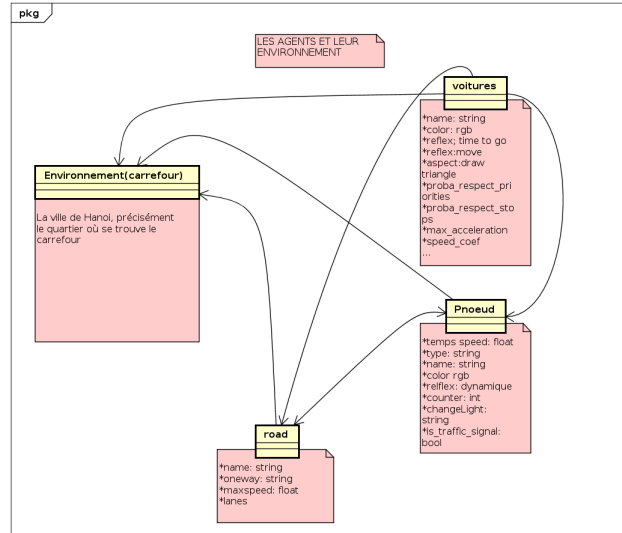 pkg
LES AGENTS ET LEUR
ENVIRONNEMENT
voitures
*name: string
*color: rgb
*reflex; time to go
*reflex:move
*aspect:draw
triangle
*proba_respect_pri
orities
*proba_respect_sto
ps
*max_acceleration
*speed_coef
...
Environnement(carrefour)
La ville de Hanoi, précisémént
le quartier où se trouve le
carrefour
Pnoeud
*temps speed: float
*type: string
*name: string
*color rgb
*relflex: dynamique
*counter: int
*changeLight:
string
*is_traffic_signal:
bool
road
*name: string
*oneway: string
*maxspeed: float
*lanes